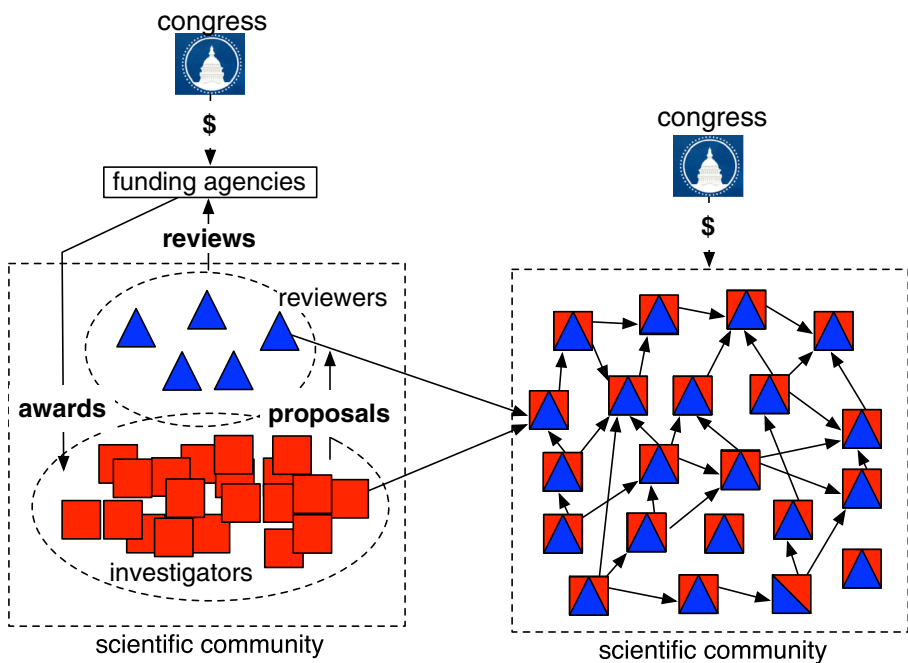 congress
$
funding agencies
reviews
reviewers
awards
proposals
investigators
scientific community
congress
$
scientific community